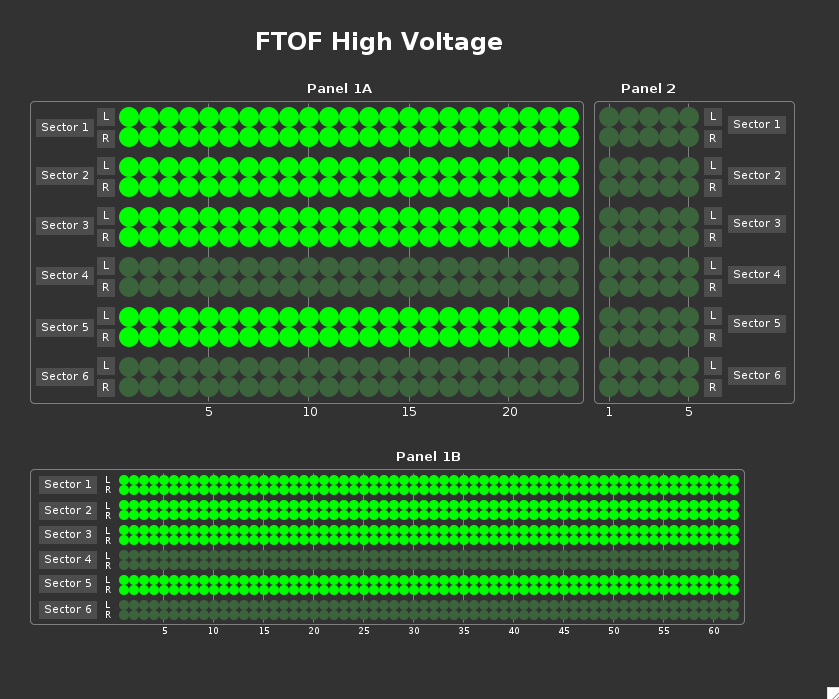 FTOF High Voltage
Panel 1A
Sector 1 L
R
Sector 2 L
R
Sector 3 L
R
Sector 4 L
R
Sector 5 L
R
Sector 6 L
R
5 10 15 20
Panel 2
L Sector 1
R
L Sector 2
R
L Sector 3
R
L Sector 4
R
L Sector 5
R
L Sector 6
R
1 5
Panel 1B
Sector 1 L
R
Sector 2 L
R
Sector 3 L
R
Sector 4 L
R
Sector 5 L
R
Sector 6 L
R
5 10 15 20 25 30 35 40 45 50 55 60